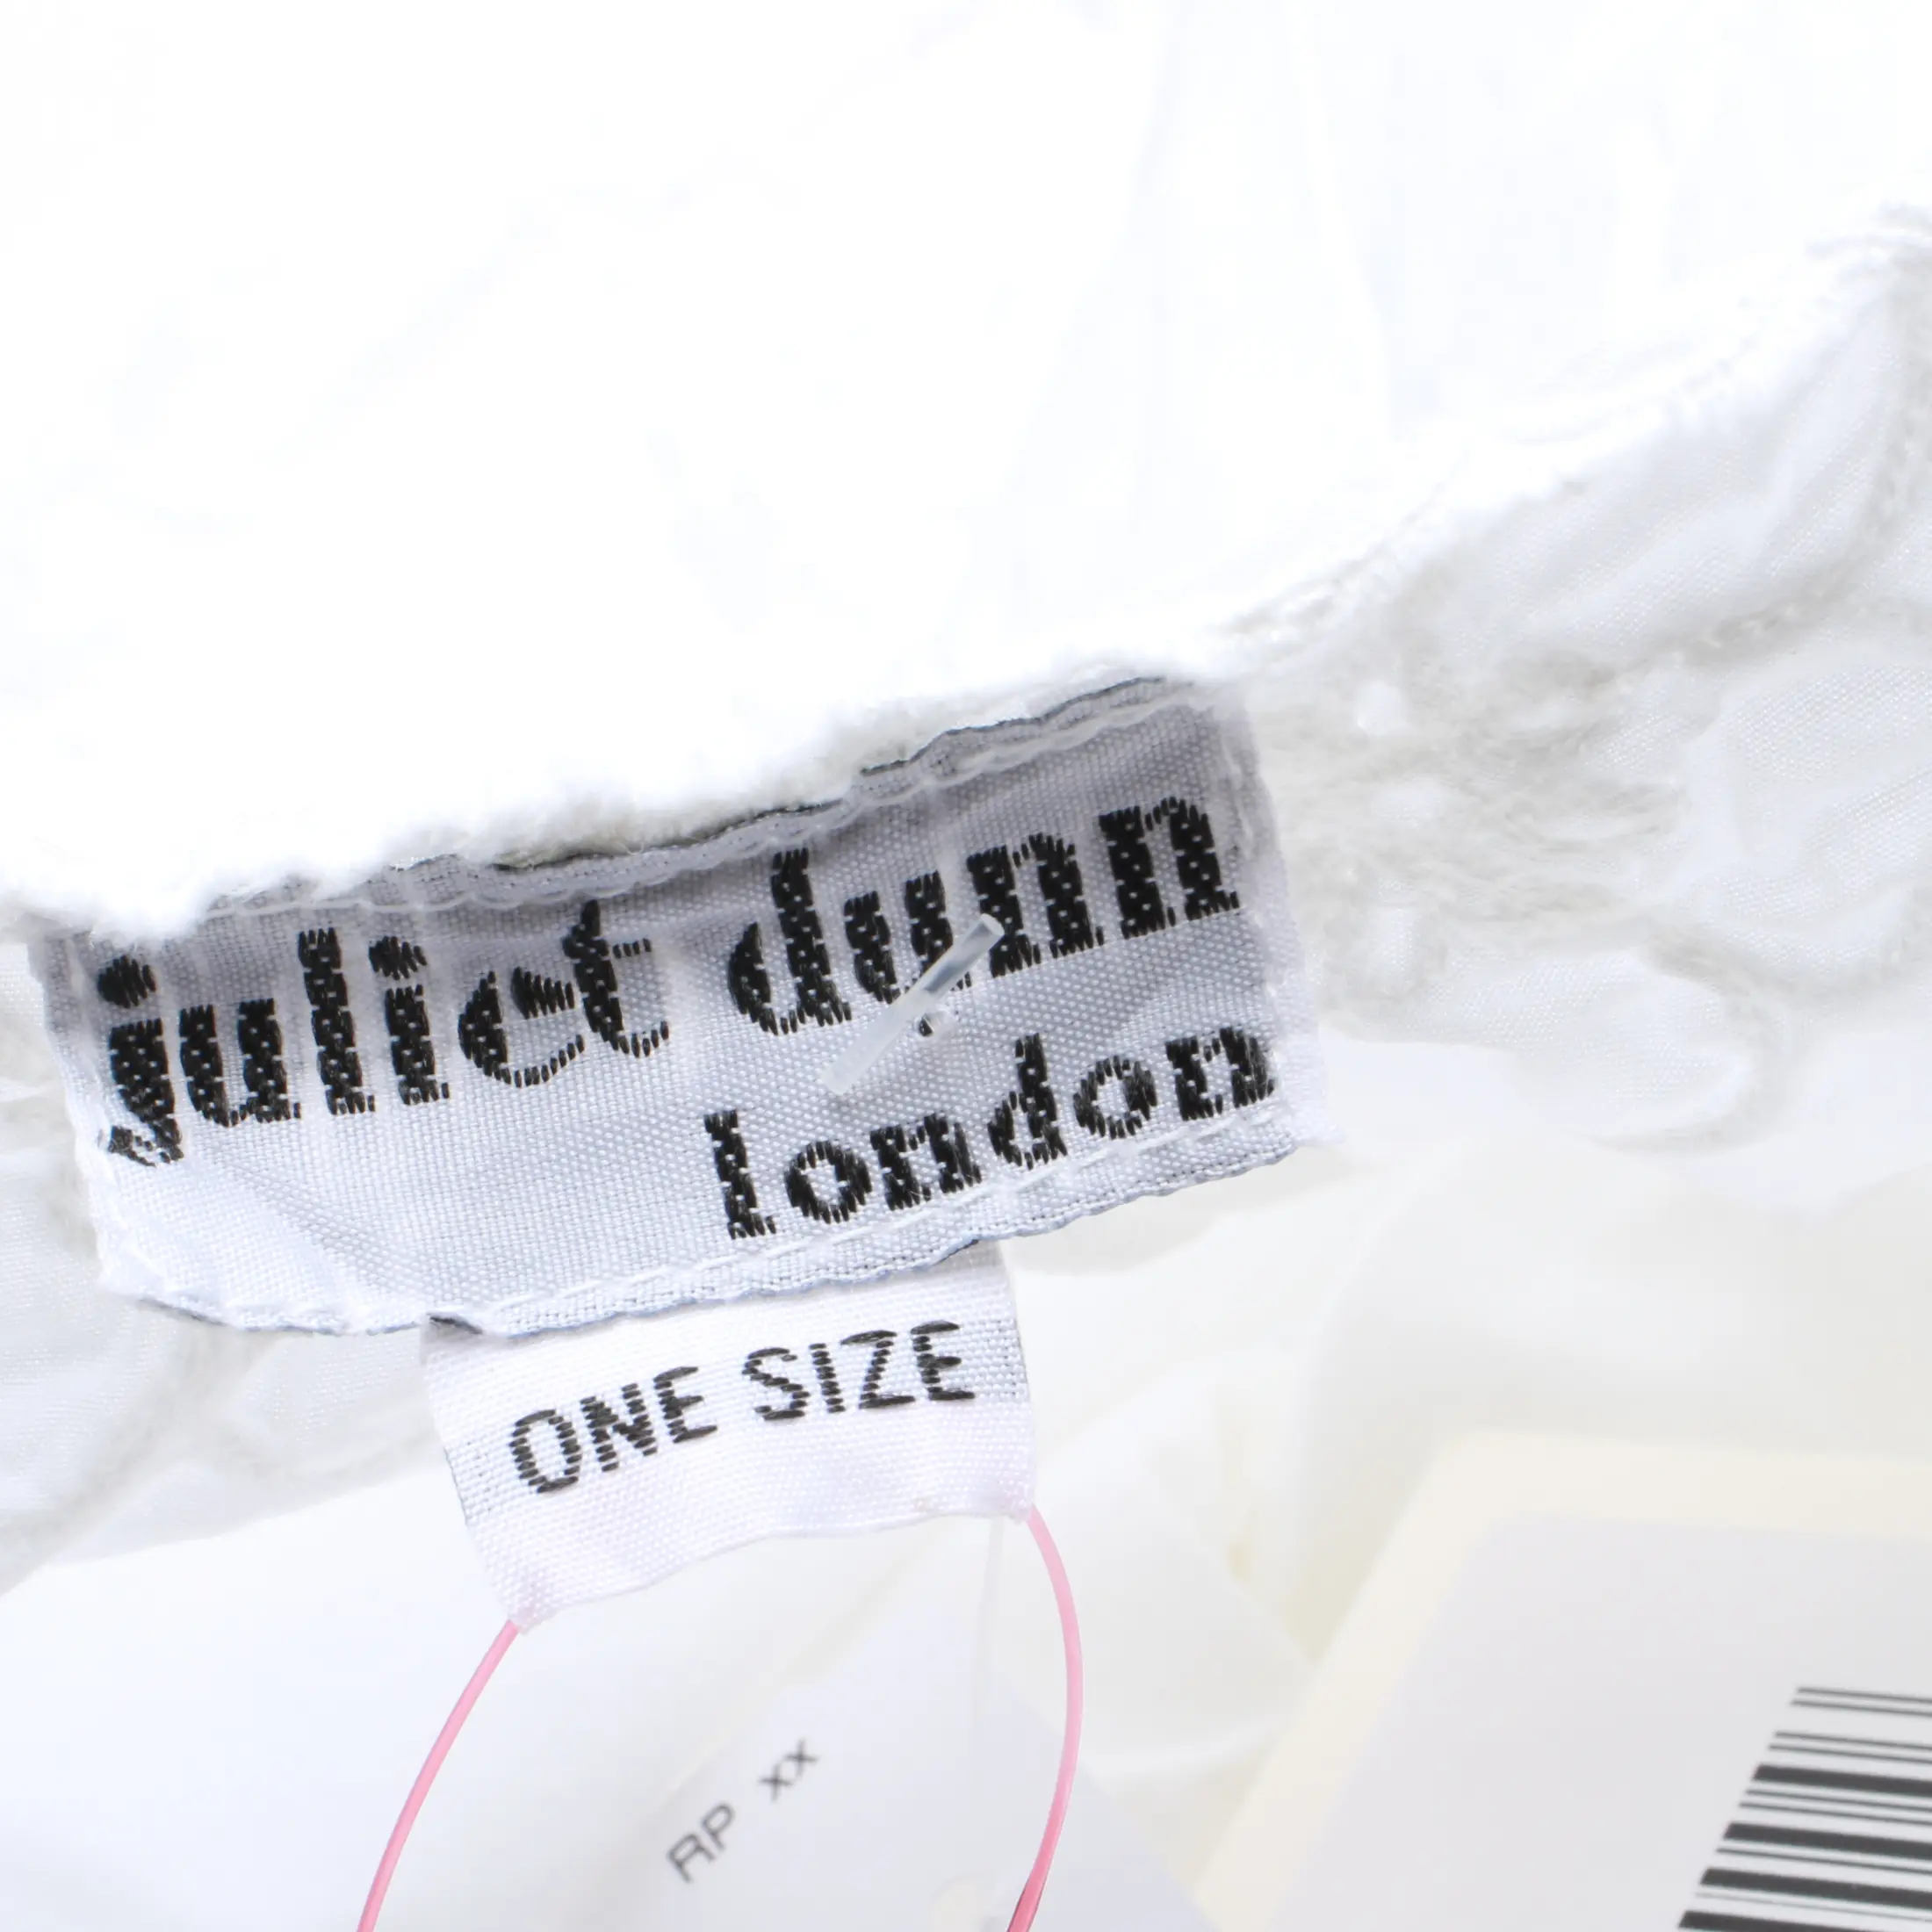 juliet dunn
london
ONE SIZE
RP XX